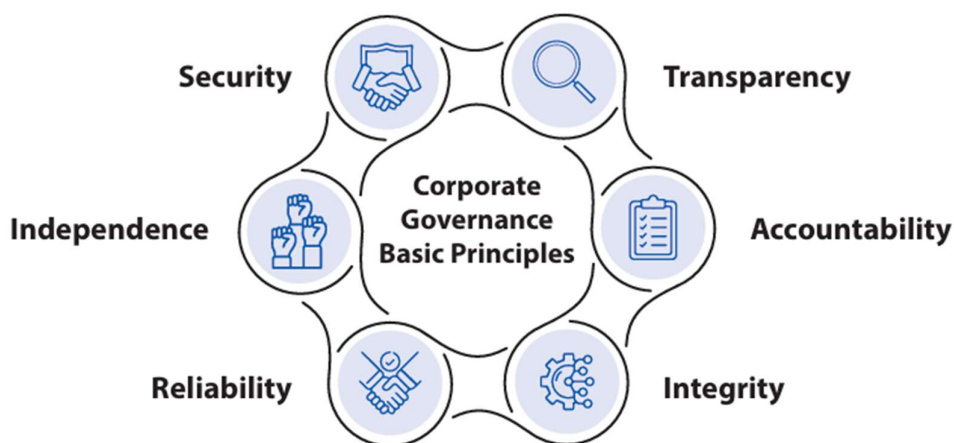 Security
Transparency
Corporate
Governance
Basic Principles
Independence
Accountability
Reliability
Integrity